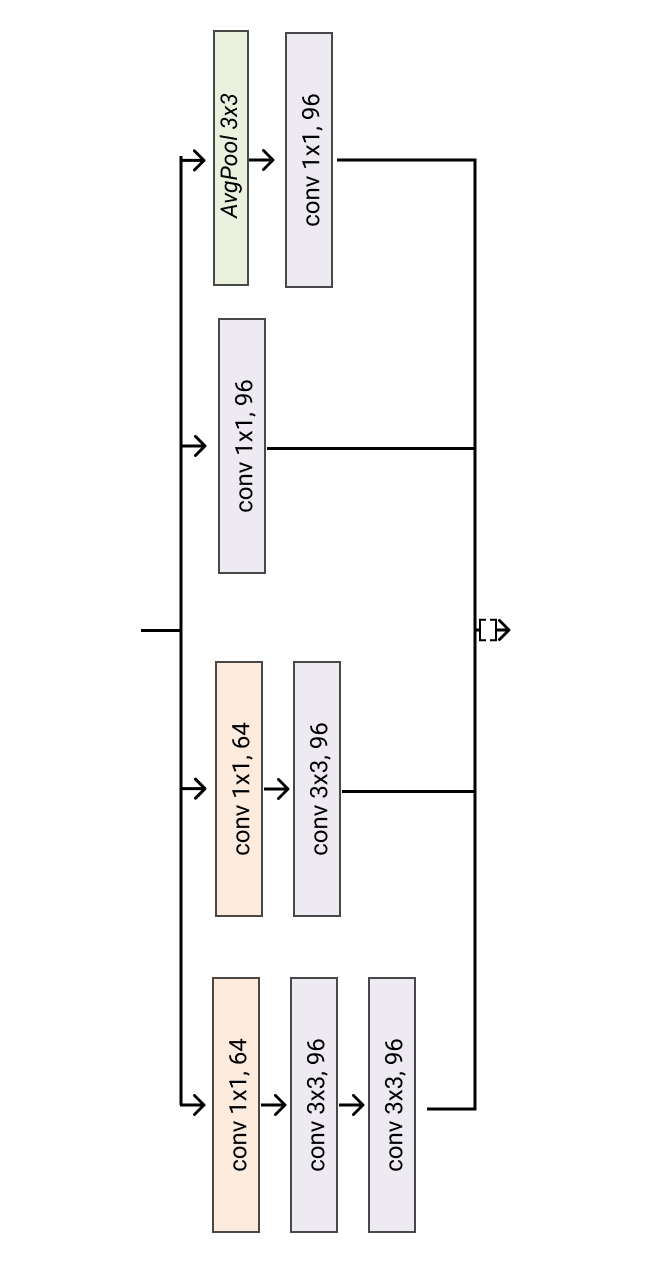 AvgPool 3x3
conv 1x1, 96
conv 1x1, 96
conv 1x1, 64
conv 3x3, 96
conv 1x1, 64
conv 3x3, 96
conv 3x3, 96